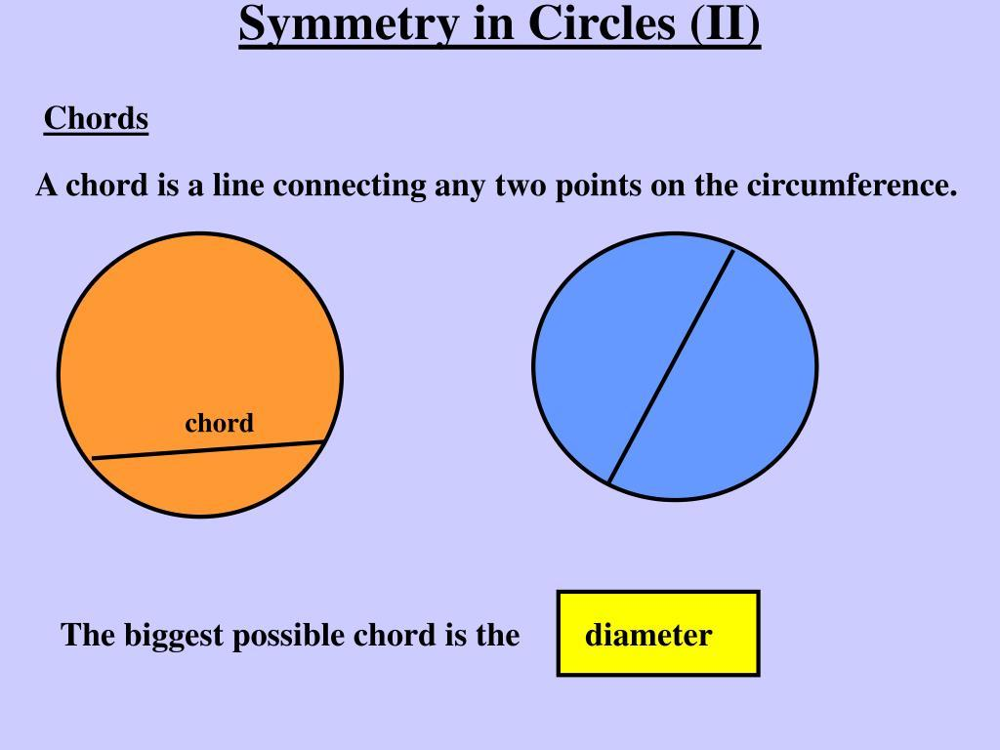 Symmetry in Circles (II)
Chords
A chord is a line connecting any two points on the circumference.
chord
The biggest possible chord is the diameter